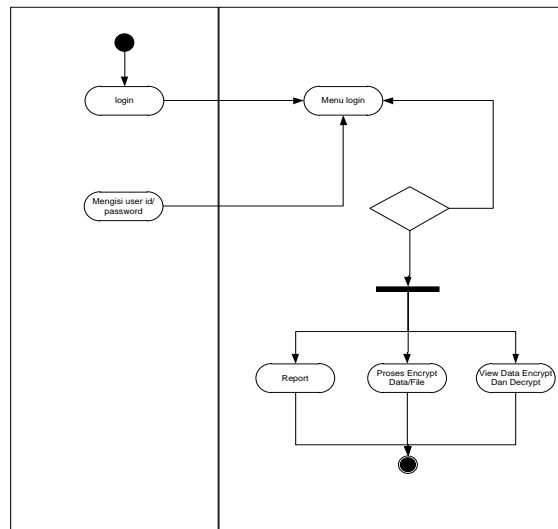 login
Menu login
Mengisi user id/
password
Report
Proses Encrypt
Data/File
View Data Encrypt
Dan Decrypt